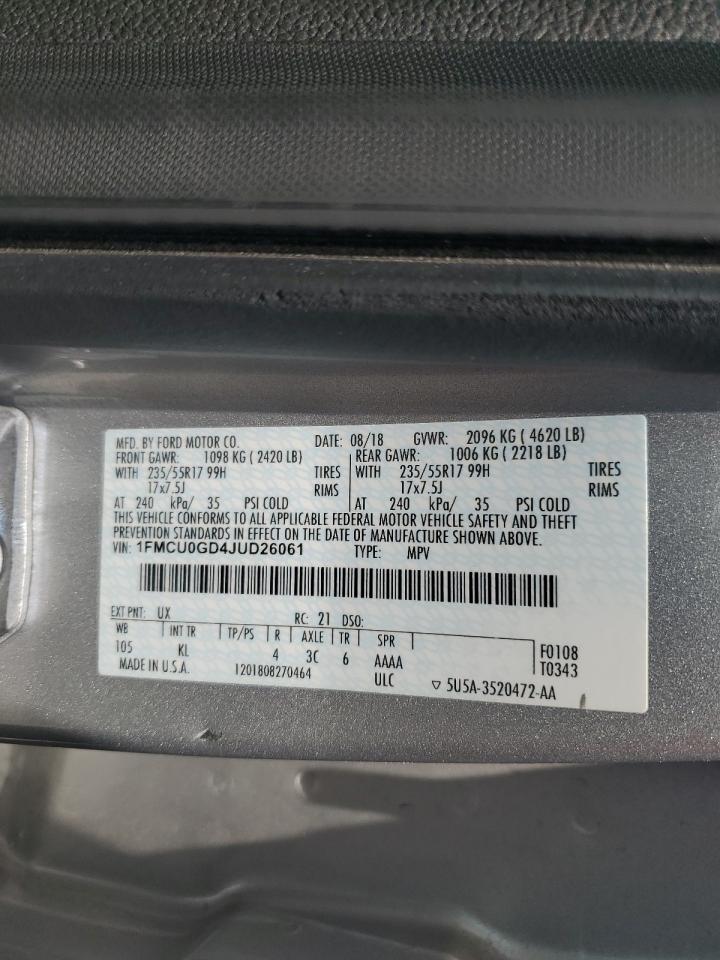 MFD. BY FORD MOTOR CO. DATE: 08/18 GVWR: 2096 KG ( 4620 LB)
FRONT GAWR: 1098 KG ( 2420 LB) REAR GAWR: 1006 KG ( 2218 LB)
WITH 235/55R17 99H TIRES WITH 235/55R17 99H TIRES
17x7.5J RIMS 17x7.5J RIMS
AT 240 kPa/ 35 PSI COLD AT 240 kPa/ 35 PSI COLD
THIS VEHICLE CONFORMS TO ALL APPLICABLE FEDERAL MOTOR VEHICLE SAFETY AND THEFT
PREVENTION STANDARDS IN EFFECT ON THE DATE OF MANUFACTURE SHOWN ABOVE.
VIN: 1FMCU0GD4JUD26061 TYPE: MPV
EXT PNT: UX RC: 21 DSO:
WB INT TR TP/PS R AXLE TR SPR
105 KL 4 3C 6 AAAA F0108
MADE IN U.S.A. 1201808270464 ULC T0343
▽ 5U5A-3520472-AA